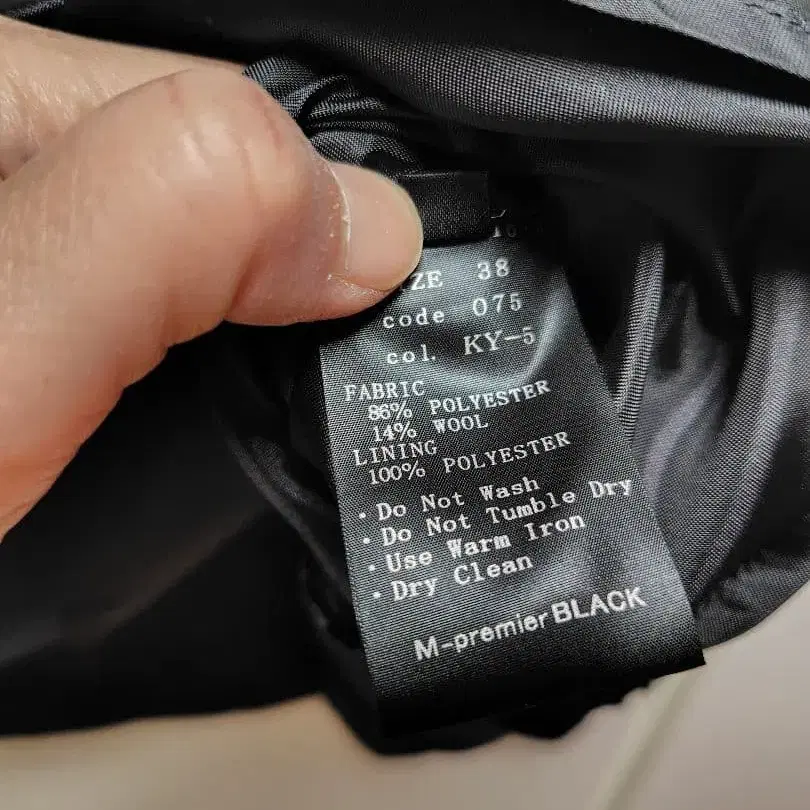 38
code 075
col. KY-5
FABRIC
86% POLYESTER
14% WOOL
LINING
100% POLYESTER
・Do Not Wash
・Do Not Tumble Dry
・Use Warm Iron
・Dry Clean
M-premier BLACK